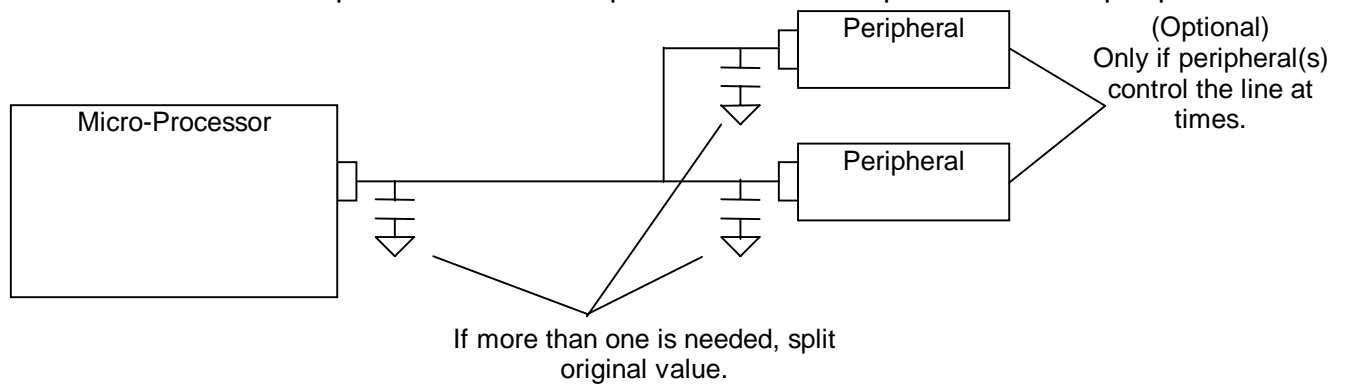 Peripheral
(Optional)
Only if peripheral(s)
control the line at
times.
Micro-Processor
Peripheral
If more than one is needed, split
original value.